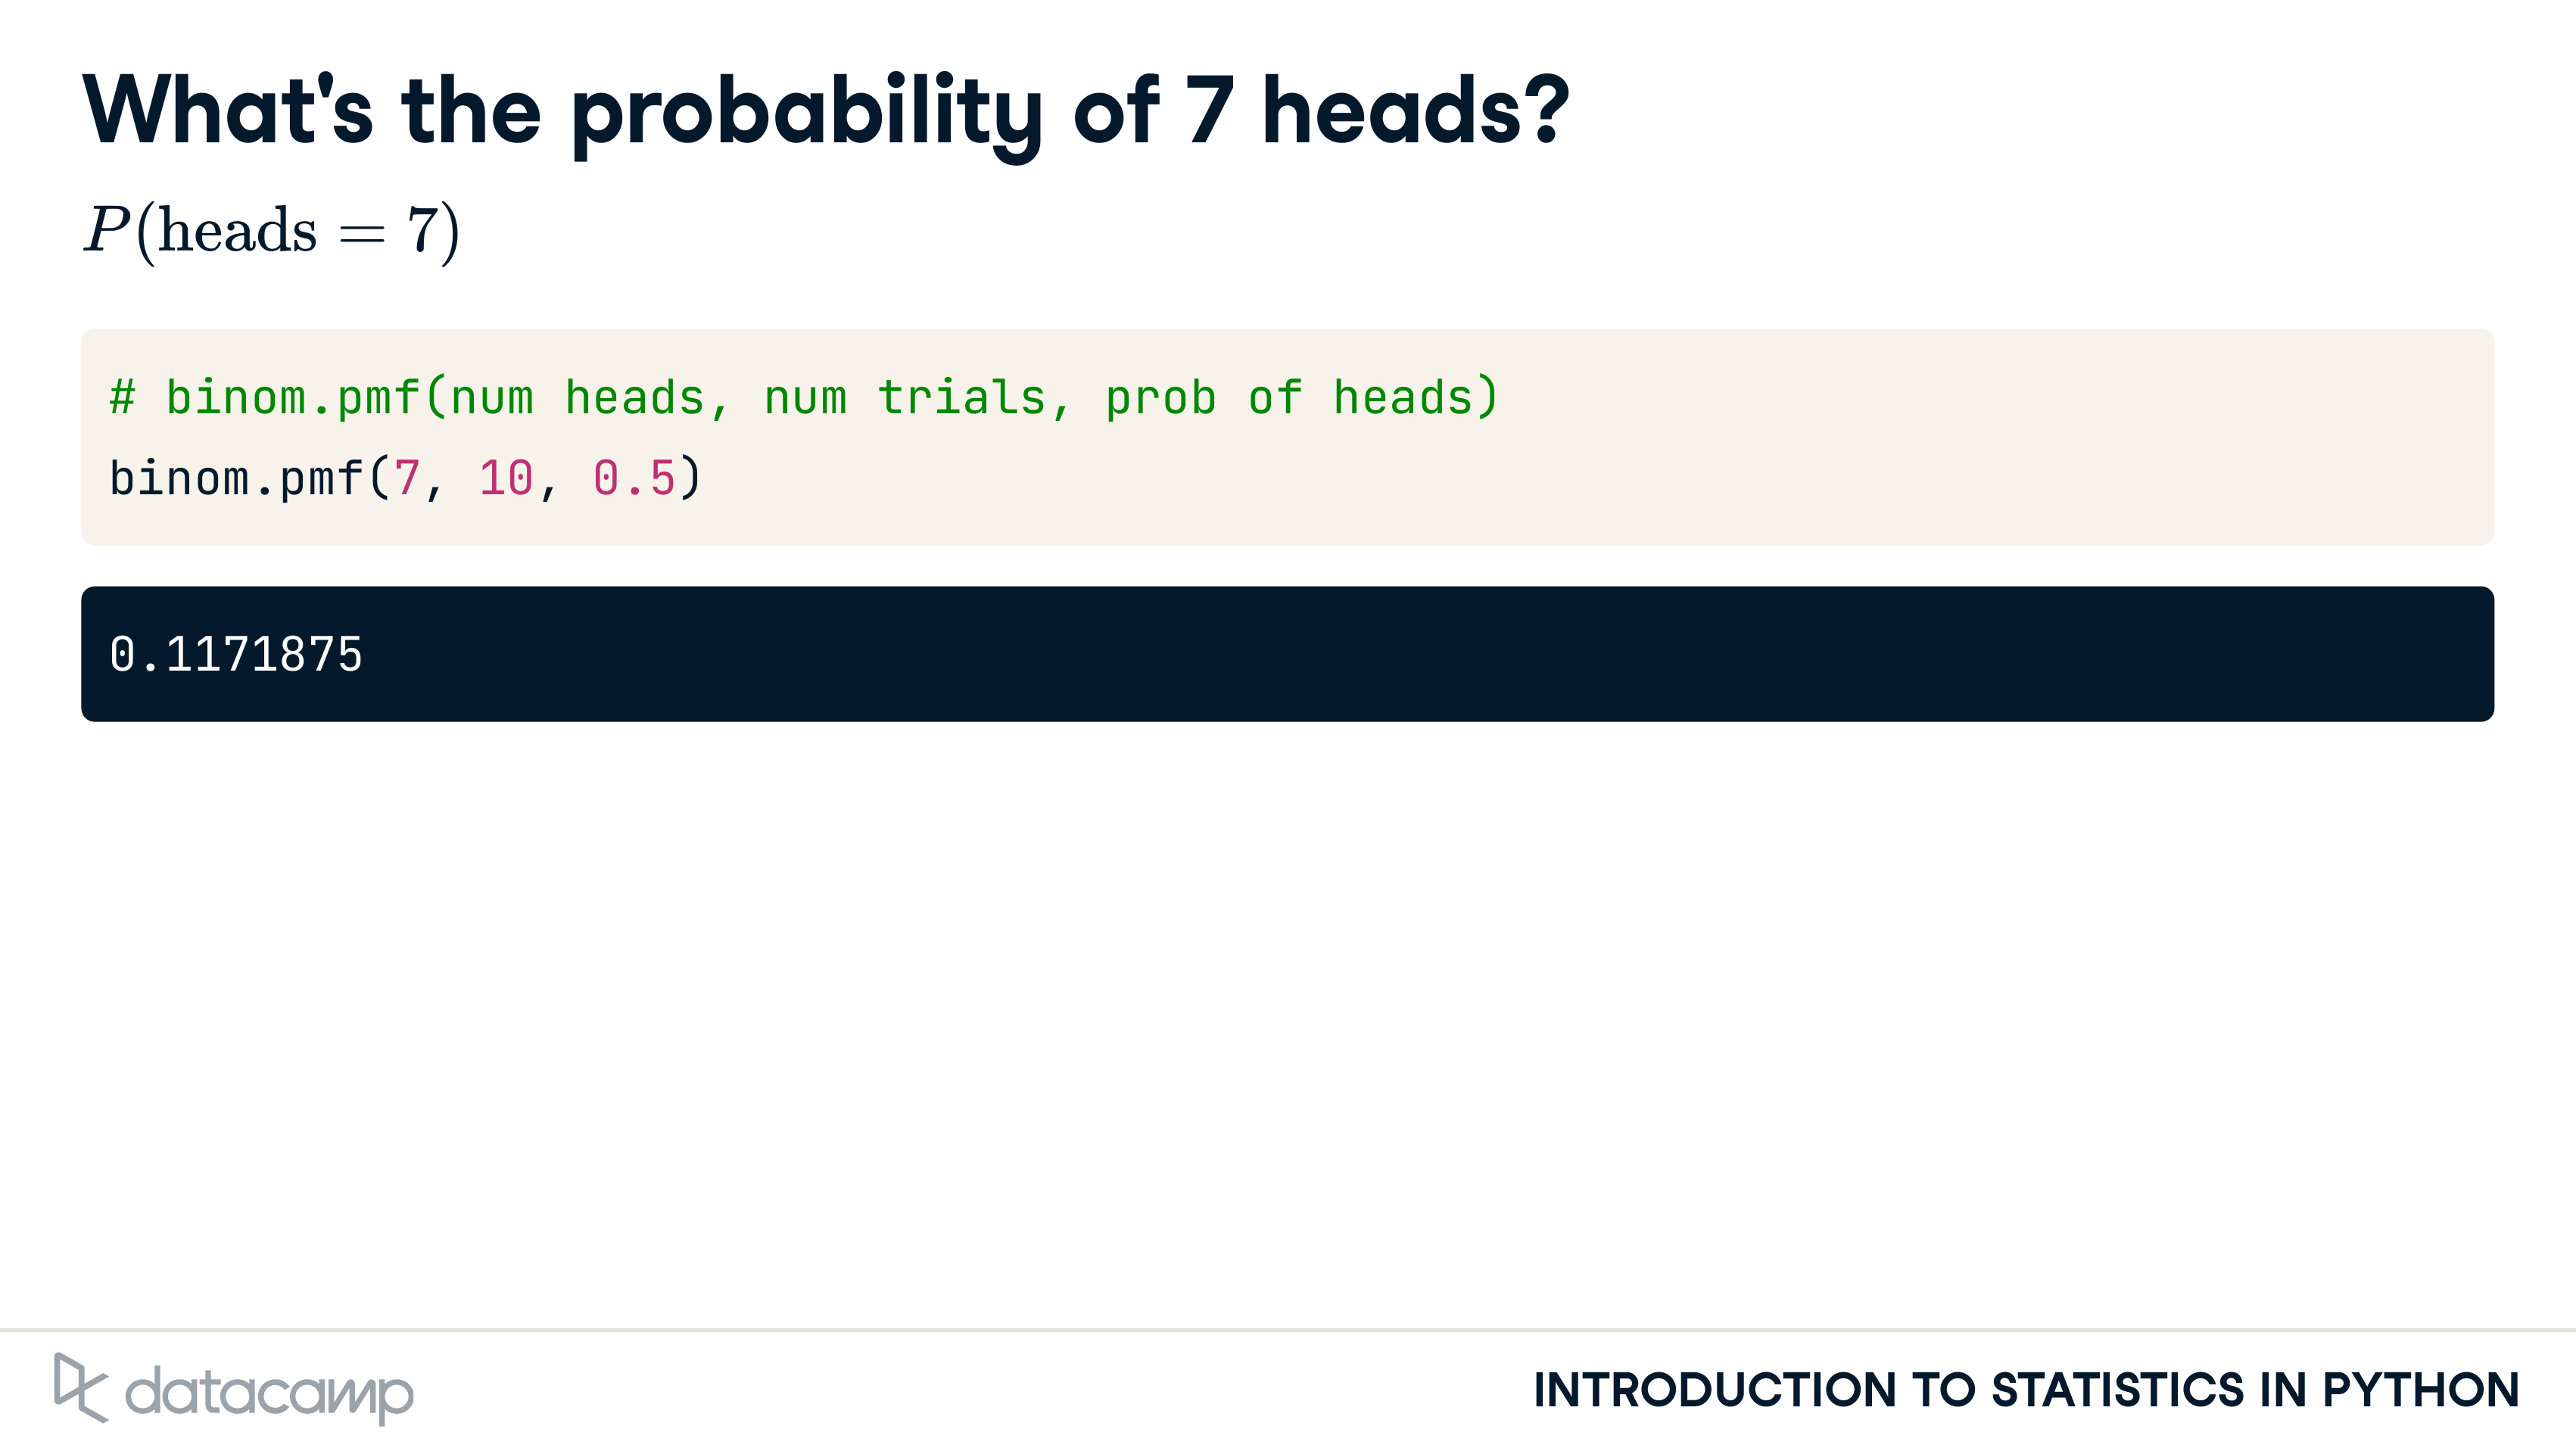 What's the probability of 7 heads?
P(heads = 7)
# binom.pmf(num heads, num trials, prob of heads)
binom.pmf(7, 10, 0.5)
0.1171875
datacamp
INTRODUCTION TO STATISTICS IN PYTHON